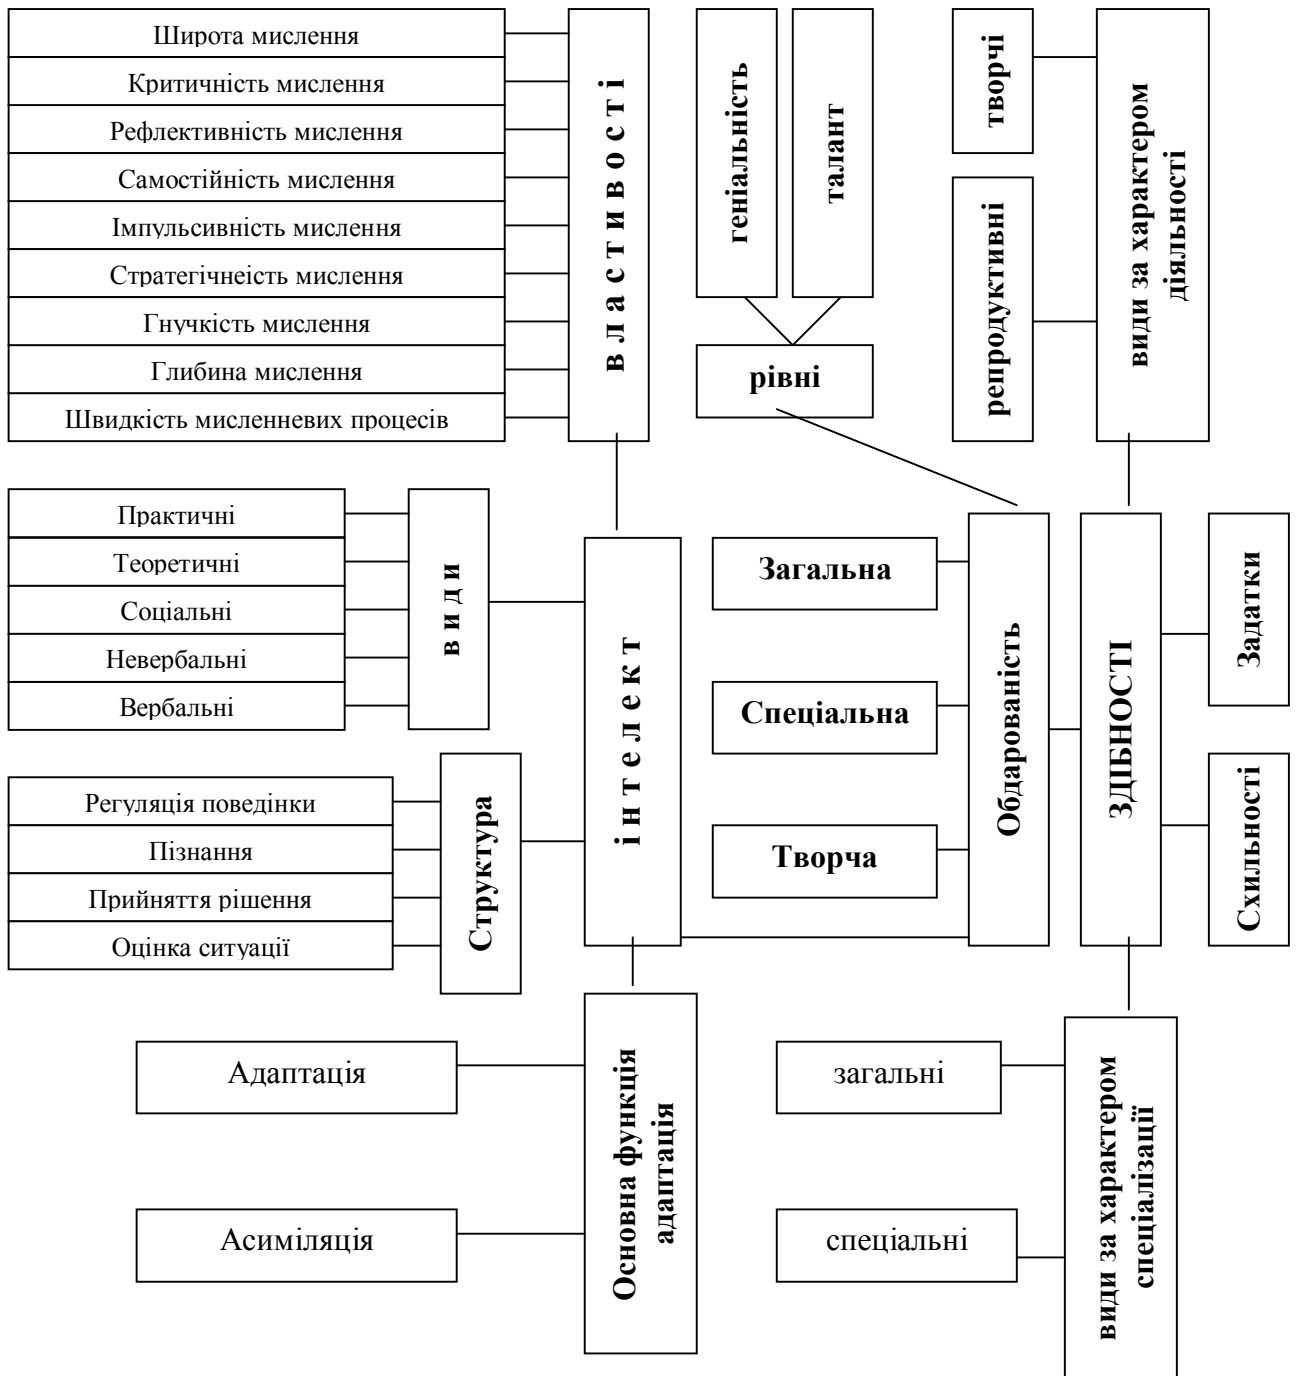 Широта мислення
Критичність мислення
Рефлективність мислення
Самостійність мислення
Імпульсивність мислення
Стратегічнеість мислення
Гнучкість мислення
Глибина мислення
Швидкість мисленневих процесів
властивості
геніальність
талант
рівні
творчі
репродуктивні
види за характером
діяльності
Практичні
Теоретичні
Соціальні
Невербальні
Вербальні
види
Регуляція поведінки
Пізнання
Прийняття рішення
Оцінка ситуації
Структура
інтелект
Загальна
Спеціальна
Творча
Обдарованість
ЗДІБНОСТІ
Задатки
Схильності
Адаптація
Асиміляція
Основна функція
адаптація
загальні
спеціальні
види за характером
спеціалізації